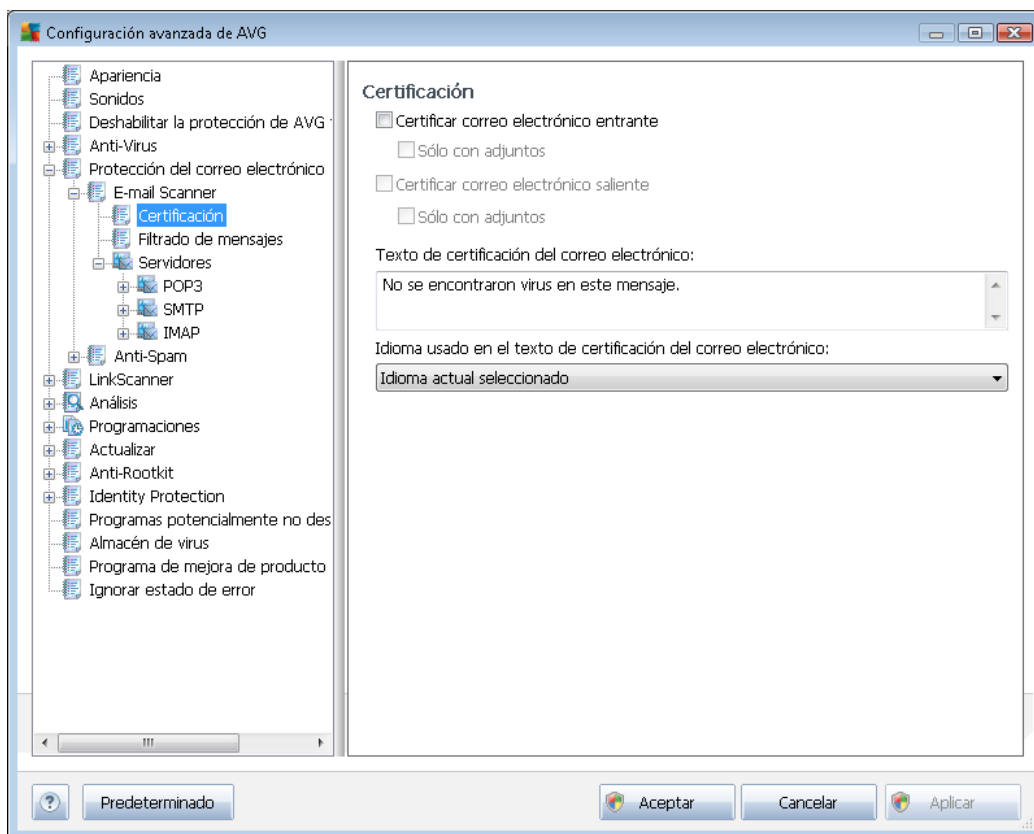 Configuración avanzada de AVG
Apariencia
Sonidos
Deshabilitar la protección de AVG
Anti-Virus
Protección del correo electrónico
E-mail Scanner
Certificación
Filtrado de mensajes
Servidores
POP3
SMTP
IMAP
Anti-Spam
LinkScanner
Análisis
Programaciones
Actualizar
Anti-Rootkit
Identity Protection
Programas potencialmente no des
Almacén de virus
Programa de mejora de producto
Ignorar estado de error
Certificación
Certificar correo electrónico entrante
Sólo con adjuntos
Certificar correo electrónico saliente
Sólo con adjuntos
Texto de certificación del correo electrónico:
No se encontraron virus en este mensaje.
Idioma usado en el texto de certificación del correo electrónico:
Idioma actual seleccionado
? Predeterminado Aceptar Cancelar Aplicar